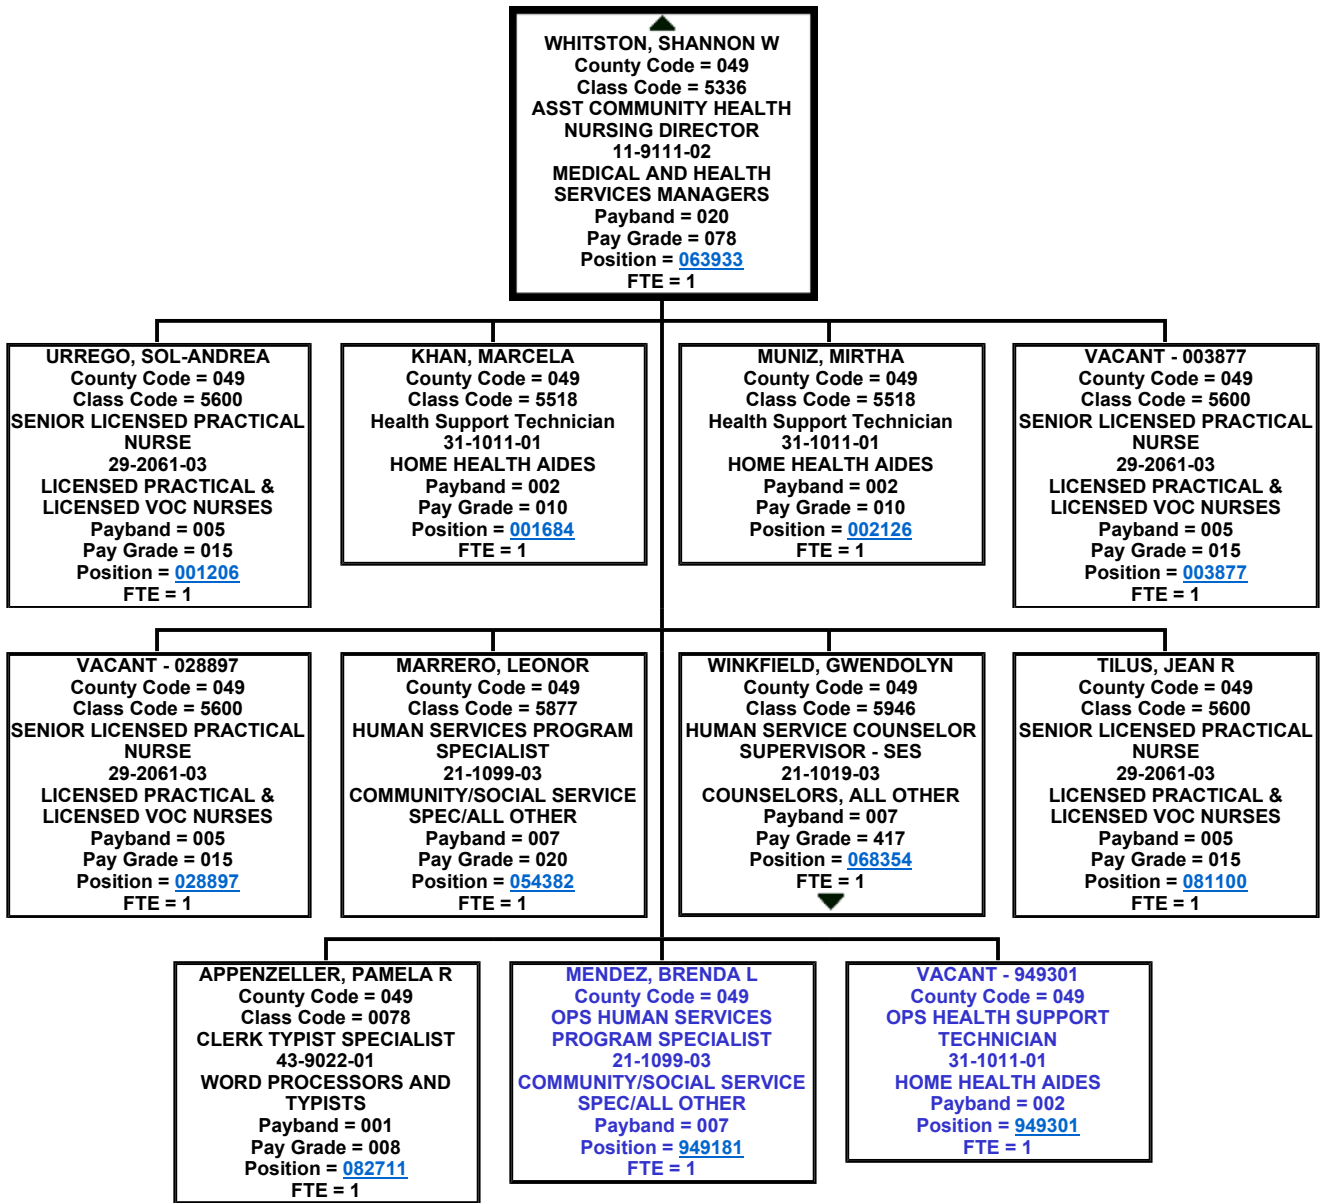 WHITSTON, SHANNON W
County Code = 049
Class Code = 5336
ASST COMMUNITY HEALTH
NURSING DIRECTOR
11-9111-02
MEDICAL AND HEALTH
SERVICES MANAGERS
Payband = 020
Pay Grade = 078
Position = 063933
FTE = 1
URREGO, SOL-ANDREA
County Code = 049
Class Code = 5600
SENIOR LICENSED PRACTICAL
NURSE
29-2061-03
LICENSED PRACTICAL &
LICENSED VOC NURSES
Payband = 005
Pay Grade = 015
Position = 001206
FTE = 1
KHAN, MARCELA
County Code = 049
Class Code = 5518
Health Support Technician
31-1011-01
HOME HEALTH AIDES
Payband = 002
Pay Grade = 010
Position = 001684
FTE = 1
MUNIZ, MIRTHA
County Code = 049
Class Code = 5518
Health Support Technician
31-1011-01
HOME HEALTH AIDES
Payband = 002
Pay Grade = 010
Position = 002126
FTE = 1
VACANT - 003877
County Code = 049
Class Code = 5600
SENIOR LICENSED PRACTICAL
NURSE
29-2061-03
LICENSED PRACTICAL &
LICENSED VOC NURSES
Payband = 005
Pay Grade = 015
Position = 003877
FTE = 1
VACANT - 028897
County Code = 049
Class Code = 5600
SENIOR LICENSED PRACTICAL
NURSE
29-2061-03
LICENSED PRACTICAL &
LICENSED VOC NURSES
Payband = 005
Pay Grade = 015
Position = 028897
FTE = 1
MARRERO, LEONOR
County Code = 049
Class Code = 5877
HUMAN SERVICES PROGRAM
SPECIALIST
21-1099-03
COMMUNITY/SOCIAL SERVICE
SPEC/ALL OTHER
Payband = 007
Pay Grade = 020
Position = 054382
FTE = 1
WINKFIELD, GWENDOLYN
County Code = 049
Class Code = 5946
HUMAN SERVICE COUNSELOR
SUPERVISOR - SES
21-1019-03
COUNSELORS, ALL OTHER
Payband = 007
Pay Grade = 417
Position = 068354
FTE = 1
TILUS, JEAN R
County Code = 049
Class Code = 5600
SENIOR LICENSED PRACTICAL
NURSE
29-2061-03
LICENSED PRACTICAL &
LICENSED VOC NURSES
Payband = 005
Pay Grade = 015
Position = 081100
FTE = 1
APPENZELLER, PAMELA R
County Code = 049
Class Code = 0078
CLERK TYPIST SPECIALIST
43-9022-01
WORD PROCESSORS AND
TYPISTS
Payband = 001
Pay Grade = 008
Position = 082711
FTE = 1
MENDEZ, BRENDA L
County Code = 049
OPS HUMAN SERVICES
PROGRAM SPECIALIST
21-1099-03
COMMUNITY/SOCIAL SERVICE
SPEC/ALL OTHER
Payband = 007
Position = 949181
FTE = 1
VACANT - 949301
County Code = 049
OPS HEALTH SUPPORT
TECHNICIAN
31-1011-01
HOME HEALTH AIDES
Payband = 002
Position = 949301
FTE = 1